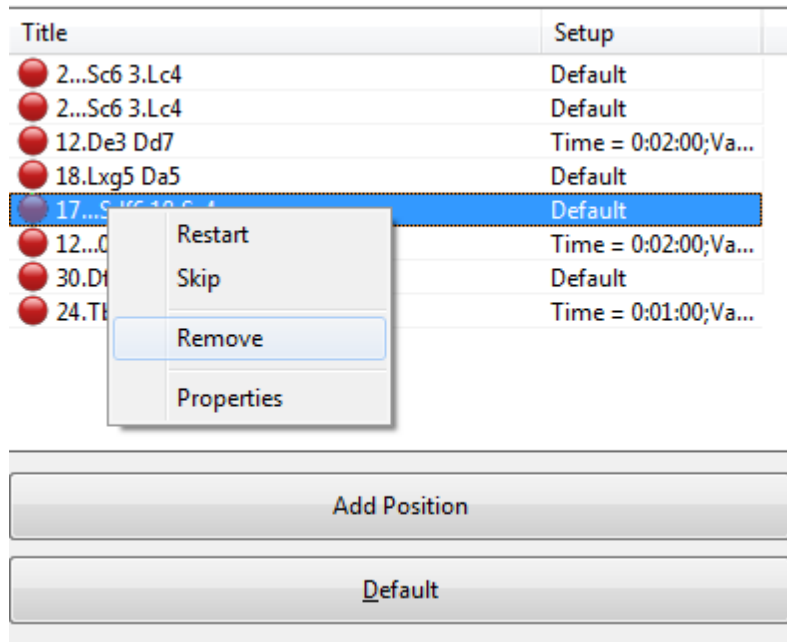 Title Setup
2...Sc6 3.Lc4 Default
2...Sc6 3.Lc4 Default
12.De3 Dd7 Time = 0:02:00;Va...
18.Lxg5 Da5 Default
17... Default
12...0 Time = 0:02:00;Va...
30.D Default
24.T Time = 0:01:00;Va...
Restart
Skip
Remove
Properties
Add Position
Default